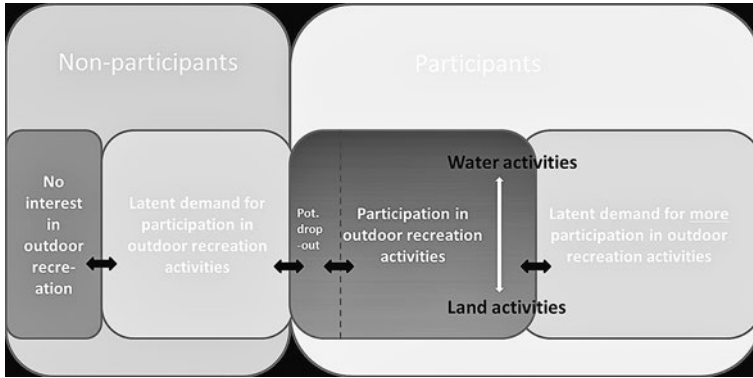 Non-participants
Participants
No
interest
in
outdoor
recre-
ation
Latent demand for
participation in
outdoor recreation
activities
Pot.
drop
-out
Participation in
outdoor recreation
activities
Water activities
Land activities
Latent demand for more
participation in outdoor
recreation activities